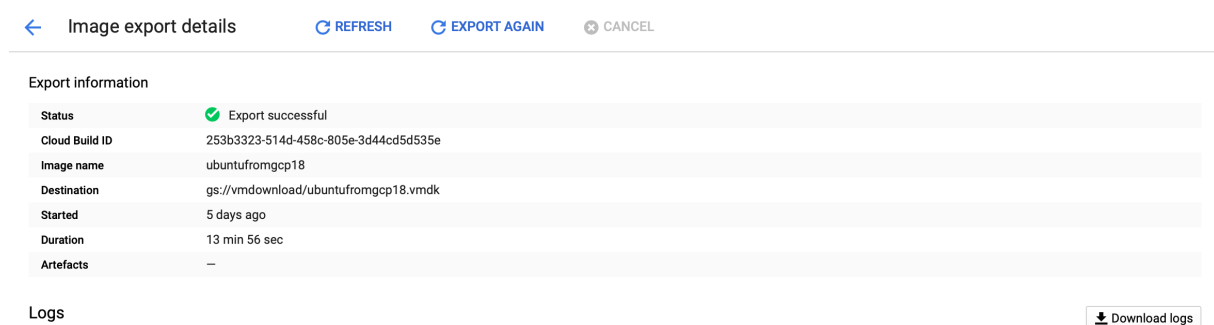 Image export details REFRESH EXPORT AGAIN CANCEL
Export information
Status Export successful
Cloud Build ID 253b3323-514d-458c-805e-3d44cd5d535e
Image name ubuntufromgcp18
Destination gs://vmdownload/ubuntufromgcp18.vmdk
Started 5 days ago
Duration 13 min 56 sec
Artefacts —
Logs Download logs